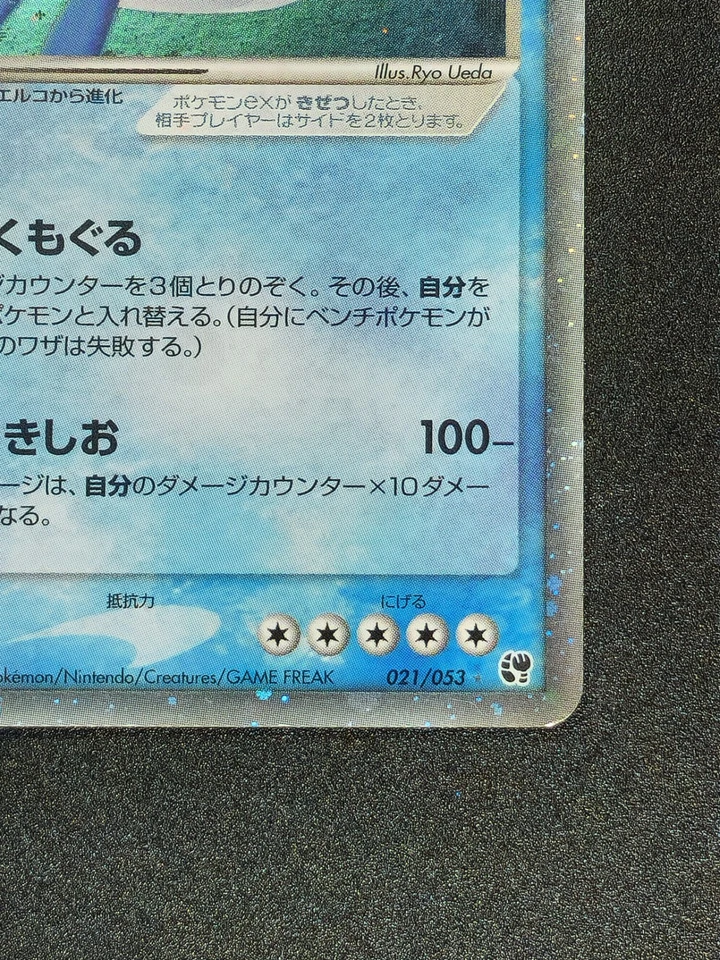 Illus.Ryo Ueda
エルコから進化
ポケモンexが きぜつしたとき、
相手プレイヤーはサイドを2枚とります。
くもぐる
ジカウンターを3個とりのぞく。その後、自分を
ポケモンと入れ替える。(自分にベンチポケモンが
のワザは失敗する。)
きしお 100−
ージは、自分のダメージカウンター×10ダメー
なる。
抵抗力 にげる
okémon/Nintendo/Creatures/GAME FREAK 021/053